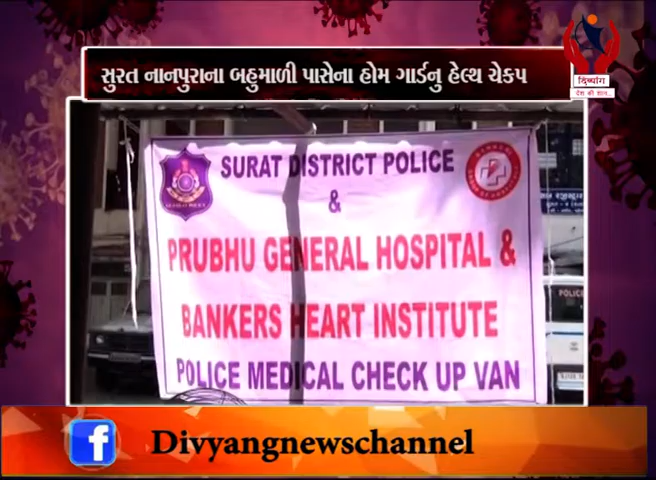 સુરત નાનપુરાના બહુમાળી પાસેના હોમ ગાર્ડનુ હેલ્થ ચેકપ
दिव्यांग
देश की शान..
SURAT DISTRICT POLICE
&
PRUBHU GENERAL HOSPITAL &
BANKERS HEART INSTITUTE
POLICE MEDICAL CHECK UP VAN
POLICE
f Divyangnewschannel